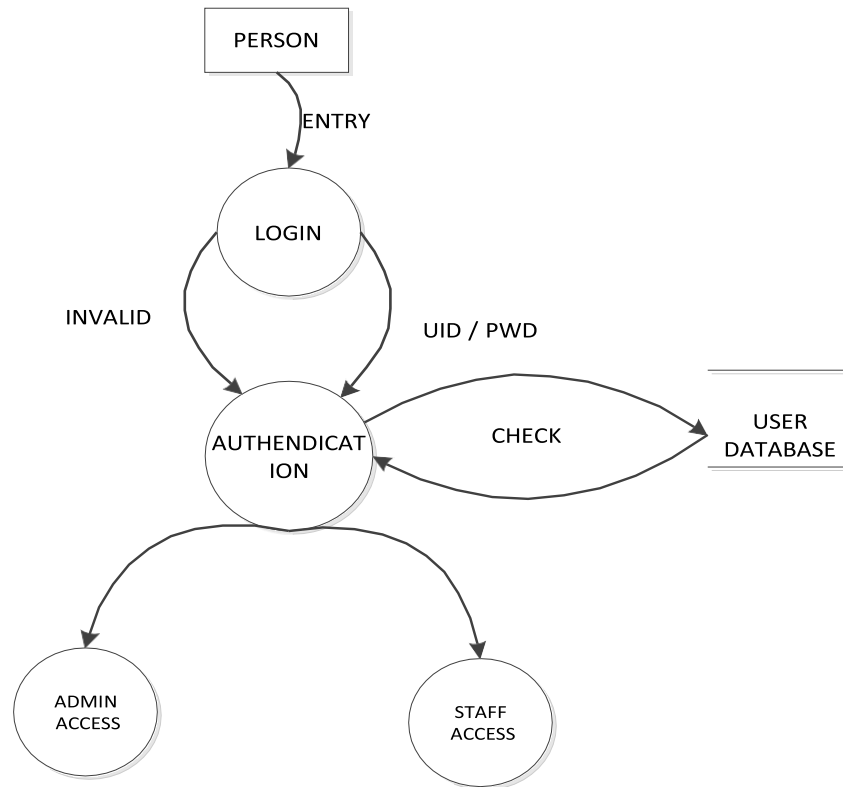 PERSON
ENTRY
LOGIN
INVALID
UID / PWD
AUTHENDICAT
ION
CHECK
USER
DATABASE
ADMIN
ACCESS
STAFF
ACCESS